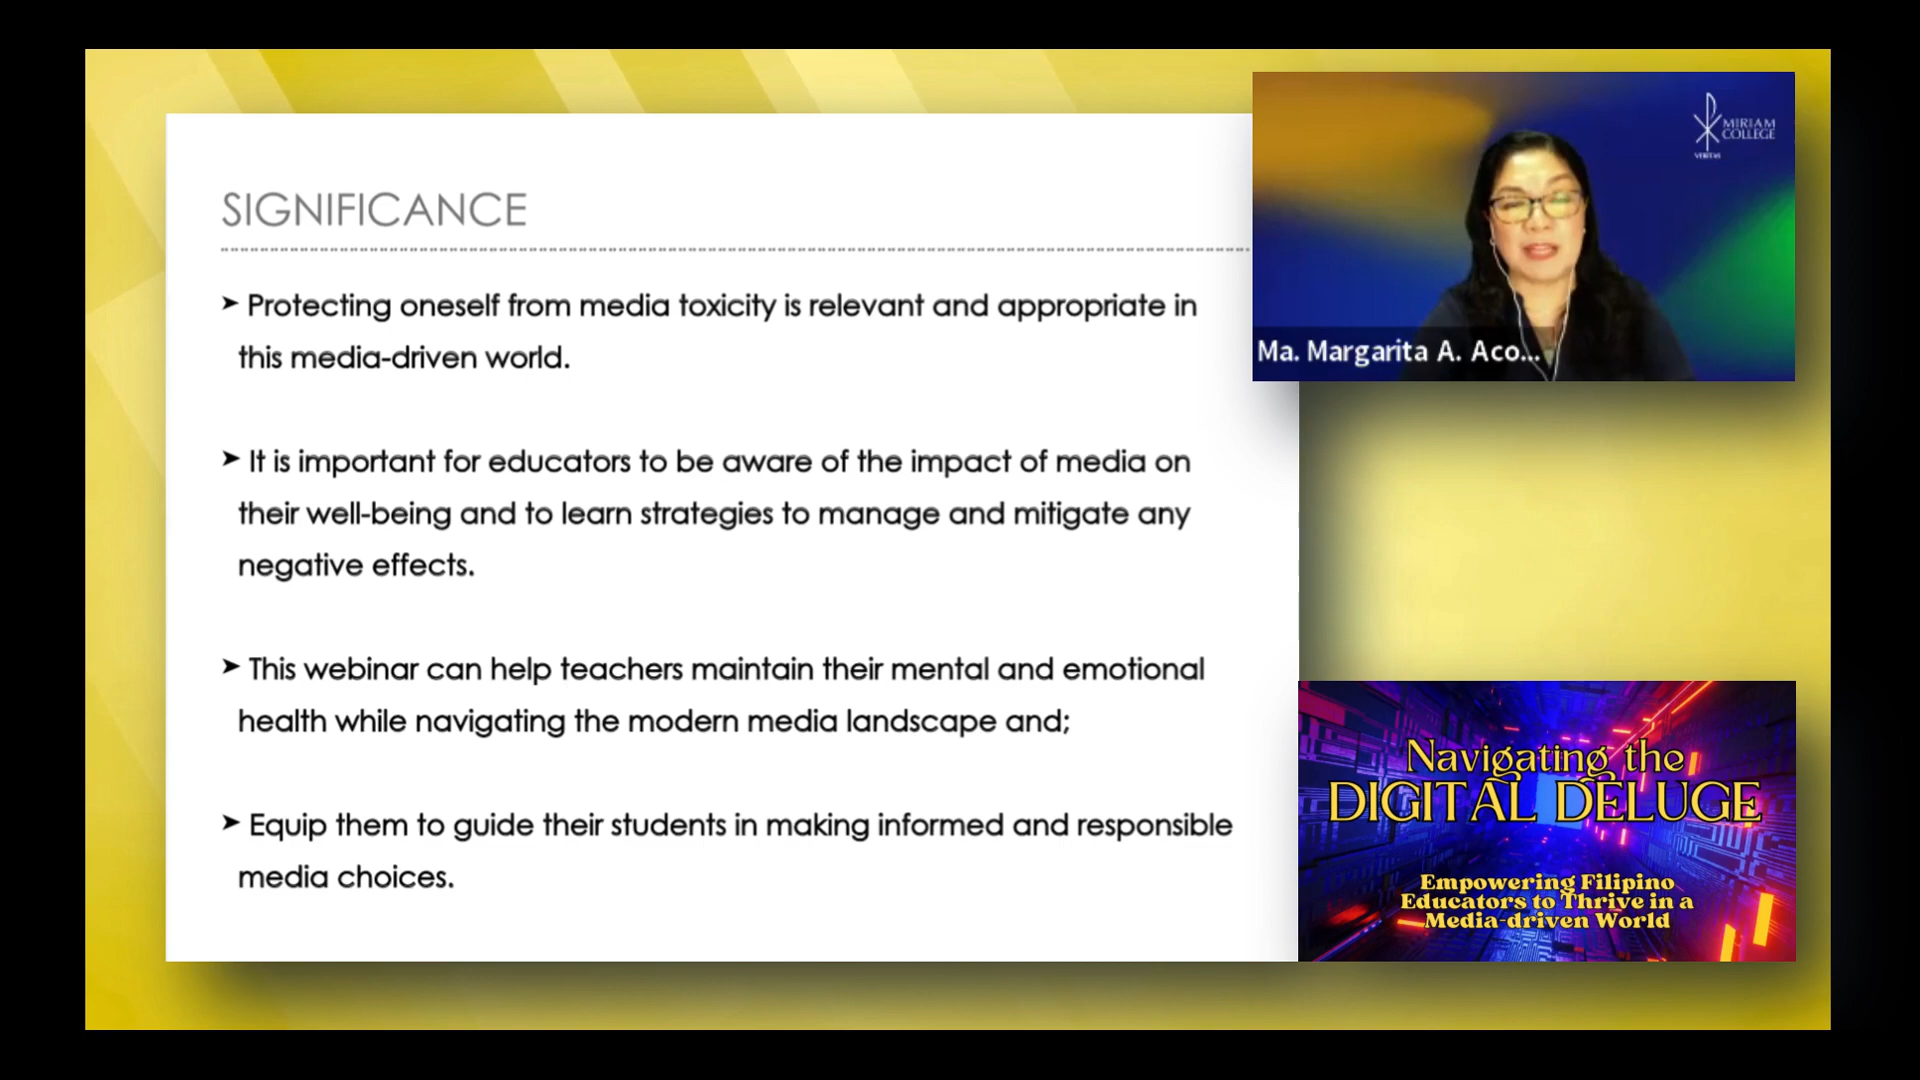 SIGNIFICANCE
➤ Protecting oneself from media toxicity is relevant and appropriate in
this media-driven world.
➤ It is important for educators to be aware of the impact of media on
their well-being and to learn strategies to manage and mitigate any
negative effects.
➤ This webinar can help teachers maintain their mental and emotional
health while navigating the modern media landscape and;
➤ Equip them to guide their students in making informed and responsible
media choices.
MIRIAM
COLLEGE
VERITAS
Ma. Margarita A. Aco...
Navigating the
DIGITAL DELUGE
Empowering Filipino
Educators to Thrive in a
Media-driven World